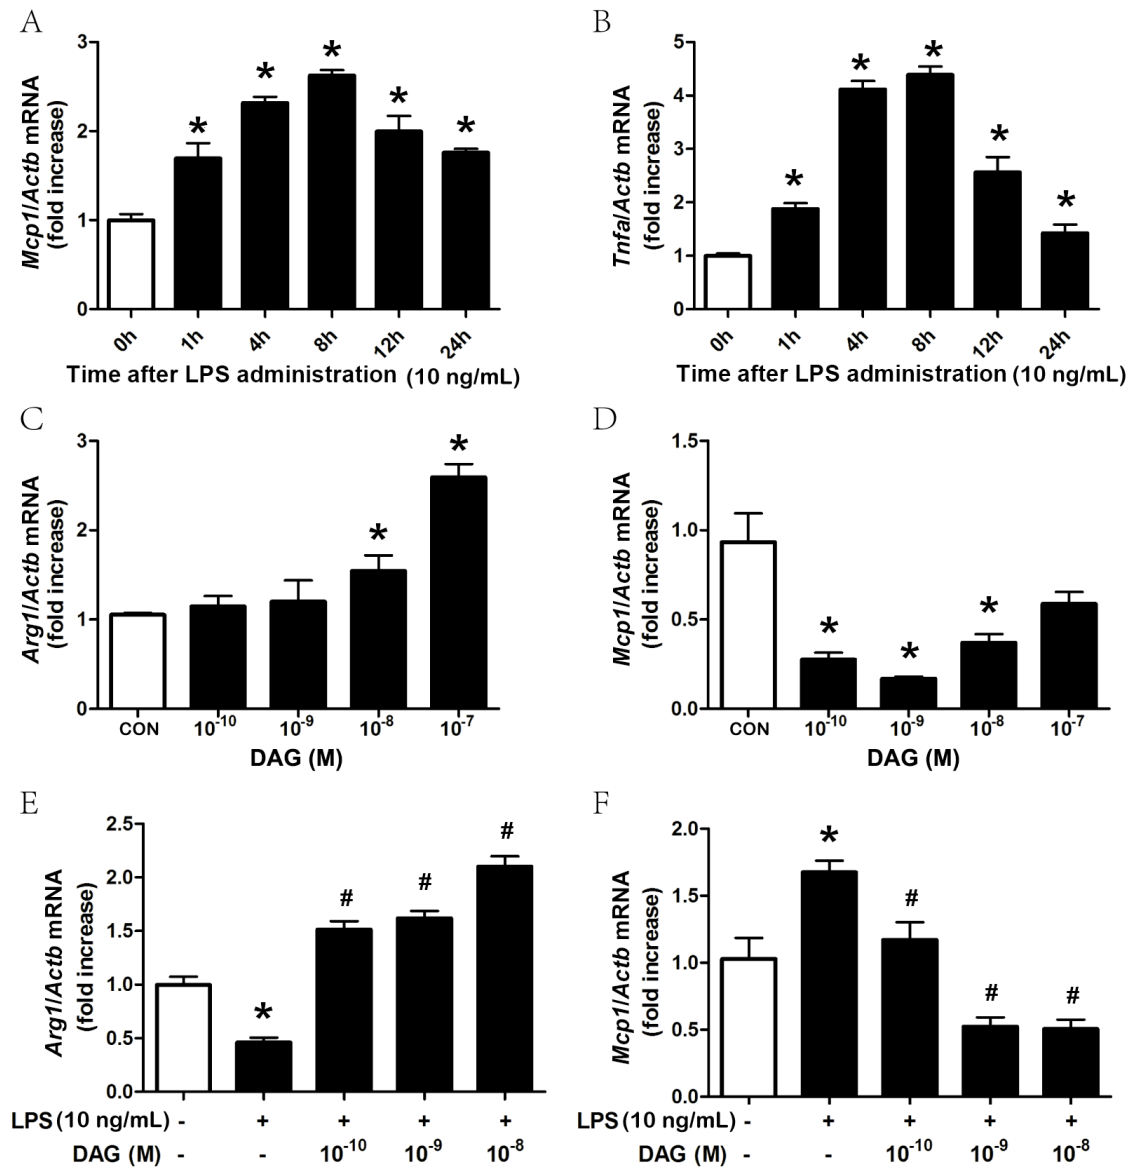 A
Mcp1/Actb mRNA
(fold increase)
3
2
1
0
* * * * *
0h 1h 4h 8h 12h 24h
Time after LPS administration (10 ng/mL)
B
Tnfa/Actb mRNA
(fold increase)
5
4
3
2
1
0
* * * * *
0h 1h 4h 8h 12h 24h
Time after LPS administration (10 ng/mL)
C
Arg1/Actb mRNA
(fold increase)
3
2
1
0
* *
CON 10⁻¹⁰ 10⁻⁹ 10⁻⁸ 10⁻⁷
DAG (M)
D
Mcp1/Actb mRNA
(fold increase)
1.5
1.0
0.5
0.0
* * *
CON 10⁻¹⁰ 10⁻⁹ 10⁻⁸ 10⁻⁷
DAG (M)
E
Arg1/Actb mRNA
(fold increase)
2.5
2.0
1.5
1.0
0.5
0.0
* # # #
LPS (10 ng/mL) - + + + +
DAG (M) - - 10⁻¹⁰ 10⁻⁹ 10⁻⁸
F
Mcp1/Actb mRNA
(fold increase)
2.0
1.5
1.0
0.5
0.0
* # # #
LPS (10 ng/mL) - + + + +
DAG (M) - - 10⁻¹⁰ 10⁻⁹ 10⁻⁸